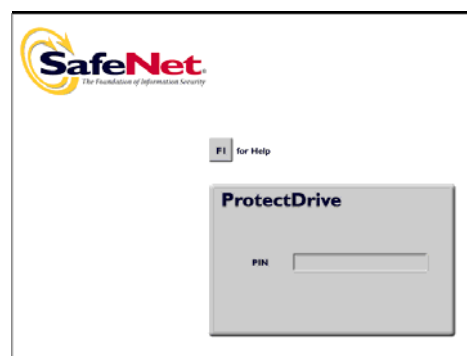 SafeNet.
The Foundation of Information Security
F1 for Help
ProtectDrive
PIN